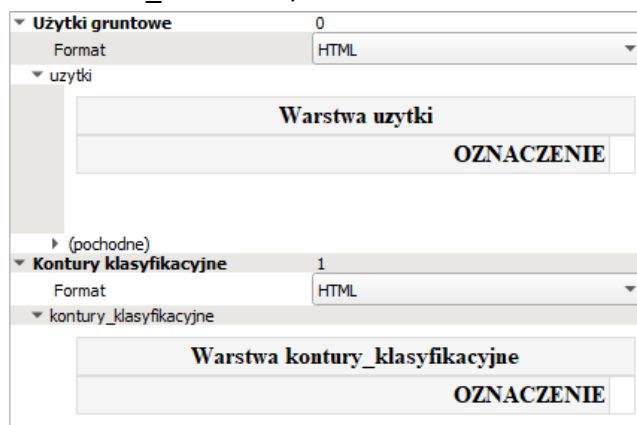 Użytki gruntowe 0
Format HTML
uzytki
Warstwa uzytki
OZNACZENIE
(pochodne)
Kontury klasyfikacyjne 1
Format HTML
kontury_klasyfikacyjne
Warstwa kontury_klasyfikacyjne
OZNACZENIE